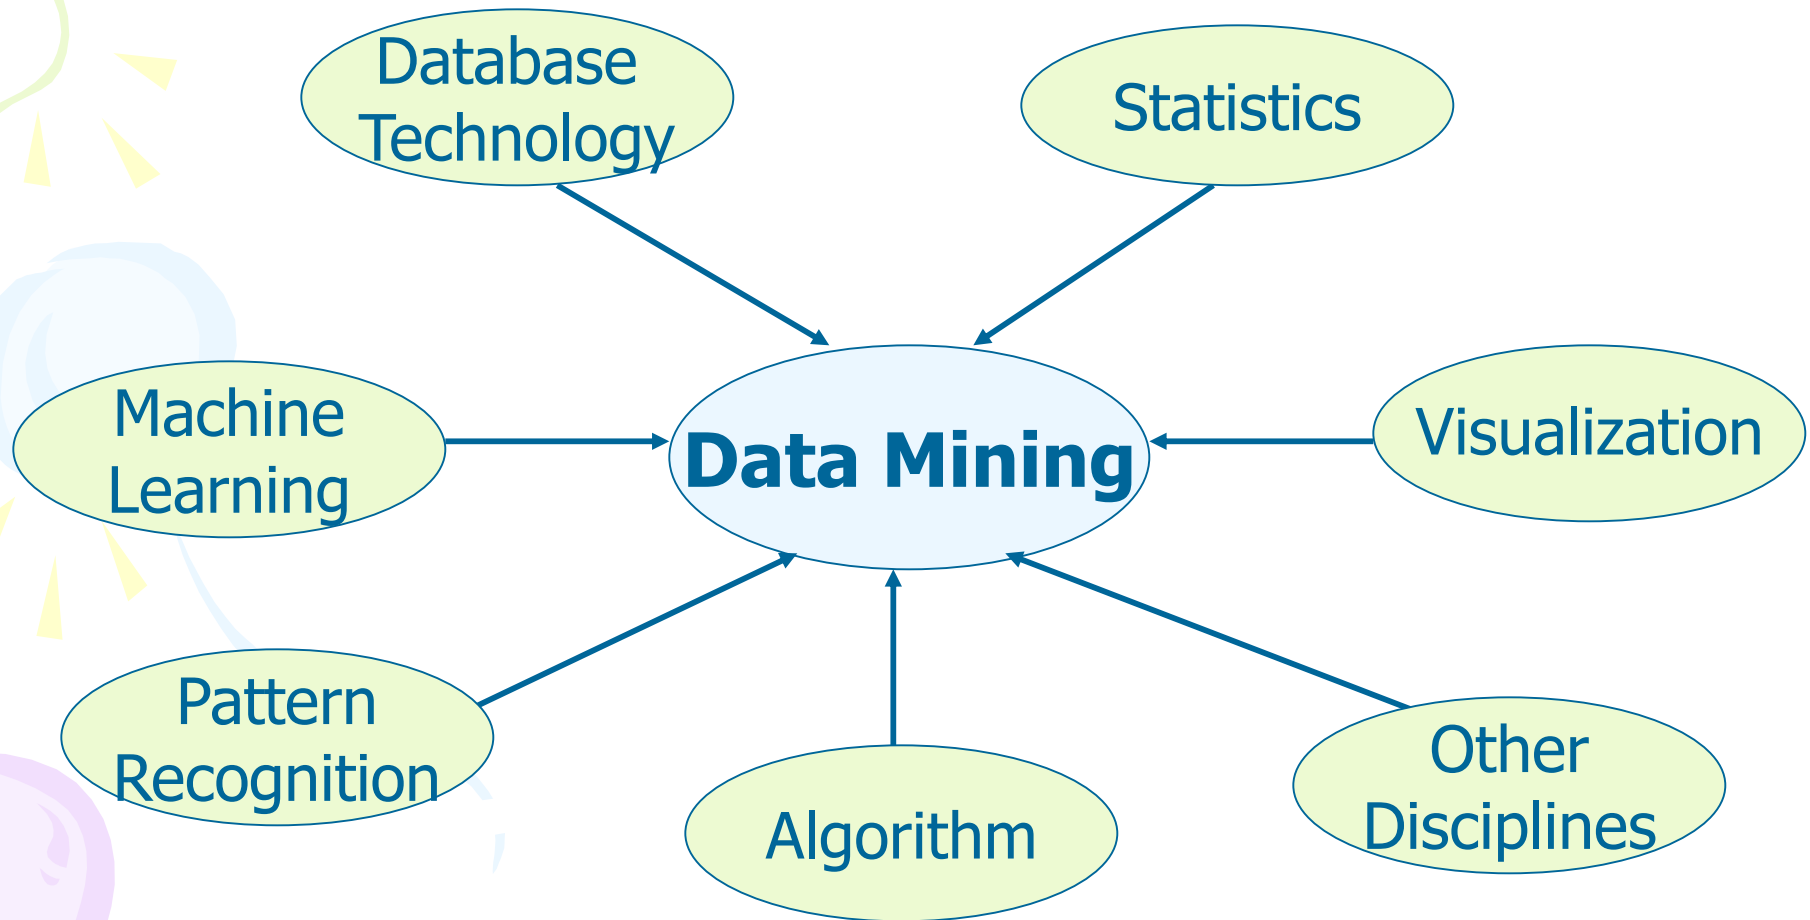 Database
Technology
Statistics
Machine
Learning
Data Mining
Visualization
Pattern
Recognition
Algorithm
Other
Disciplines